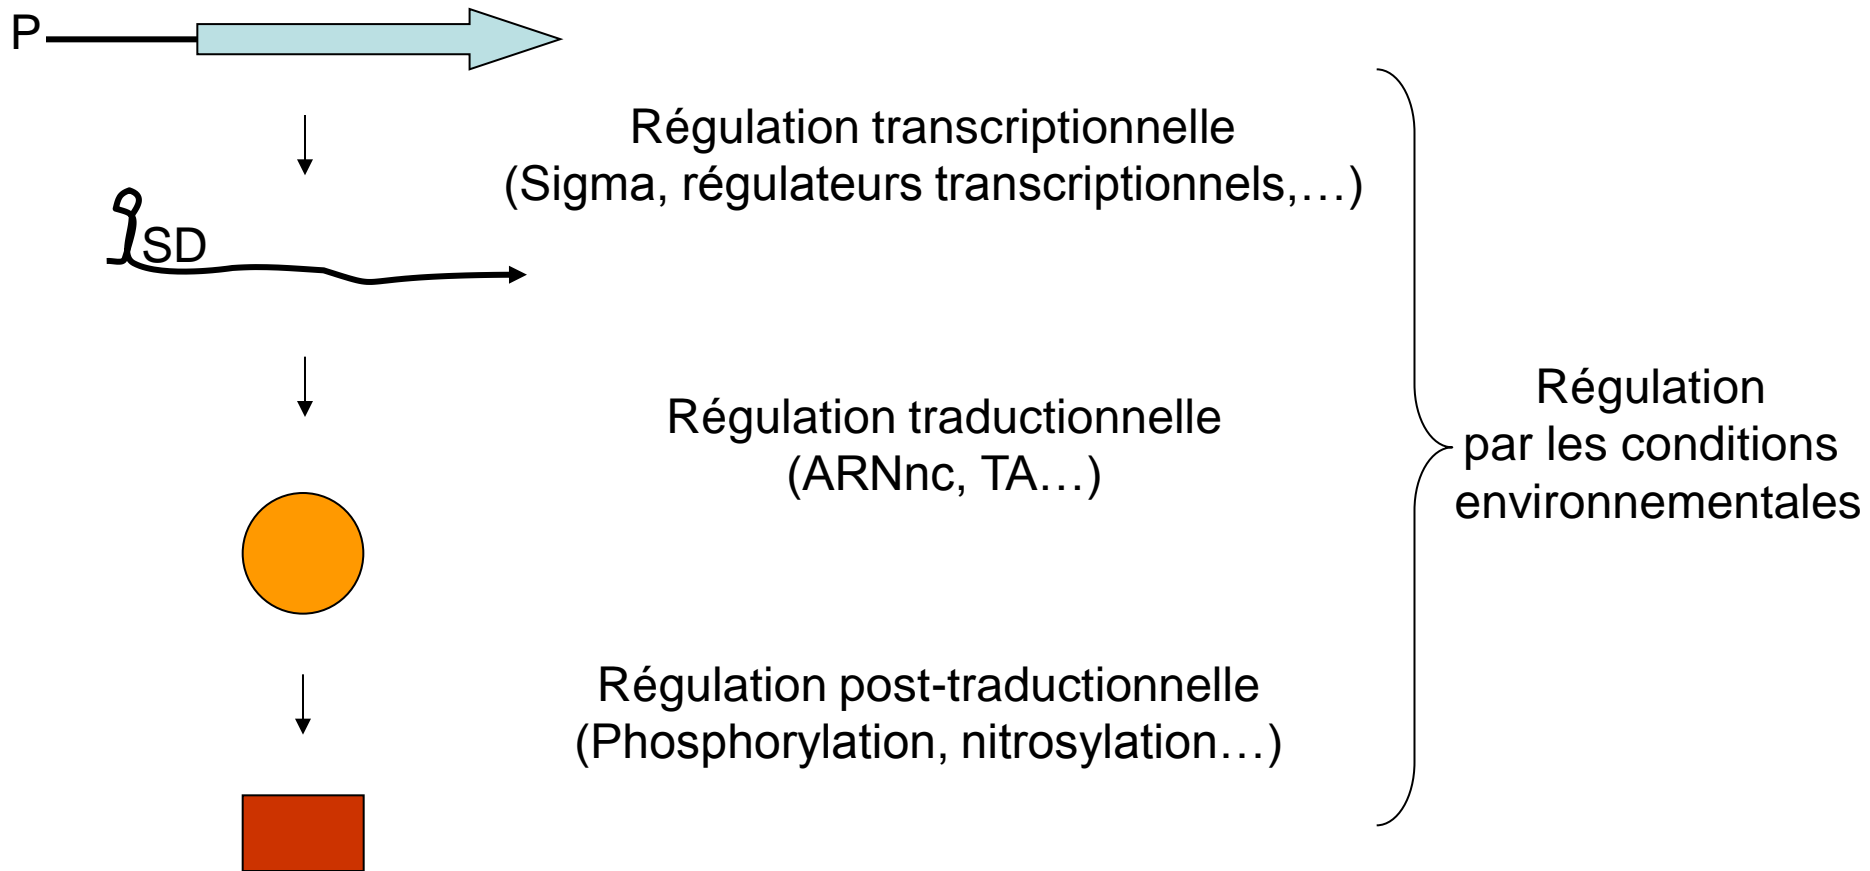 P
Régulation transcriptionnelle
(Sigma, régulateurs transcriptionnels,…)
SD
Régulation traductionnelle
(ARNnc, TA…)
Régulation post-traductionnelle
(Phosphorylation, nitrosylation…)
Régulation
par les conditions
environnementales